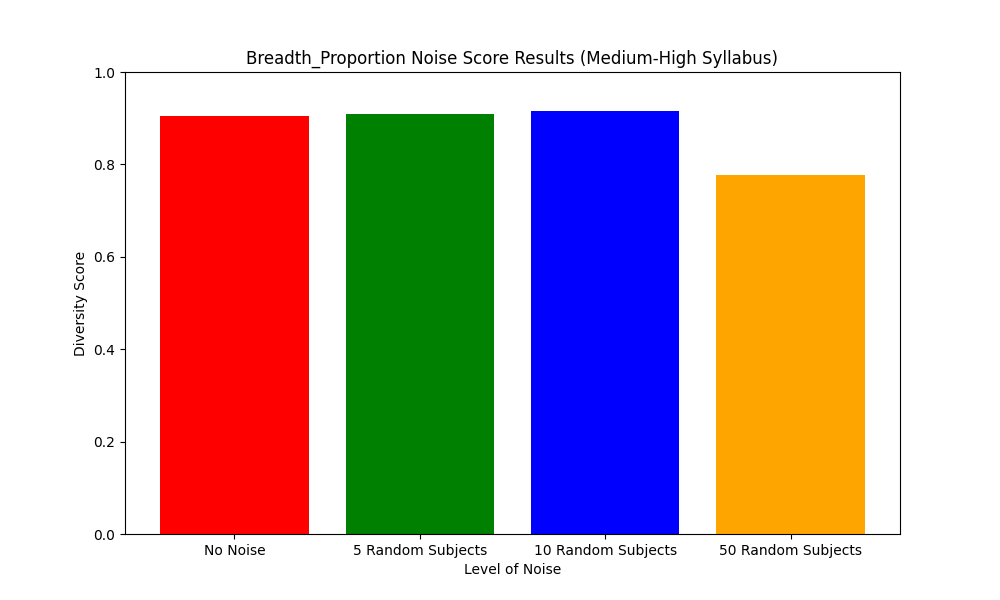 Breadth_Proportion Noise Score Results (Medium-High Syllabus)
1.0
0.8
0.6
0.4
0.2
0.0
Diversity Score
No Noise
5 Random Subjects
10 Random Subjects
50 Random Subjects
Level of Noise